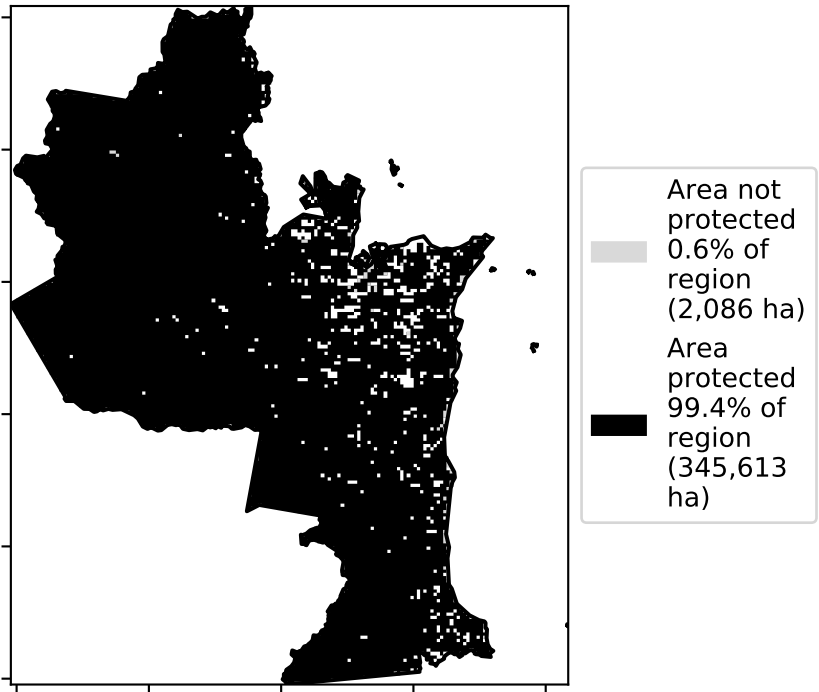 Area not
protected
0.6% of
region
(2,086 ha)
Area
protected
99.4% of
region
(345,613
ha)